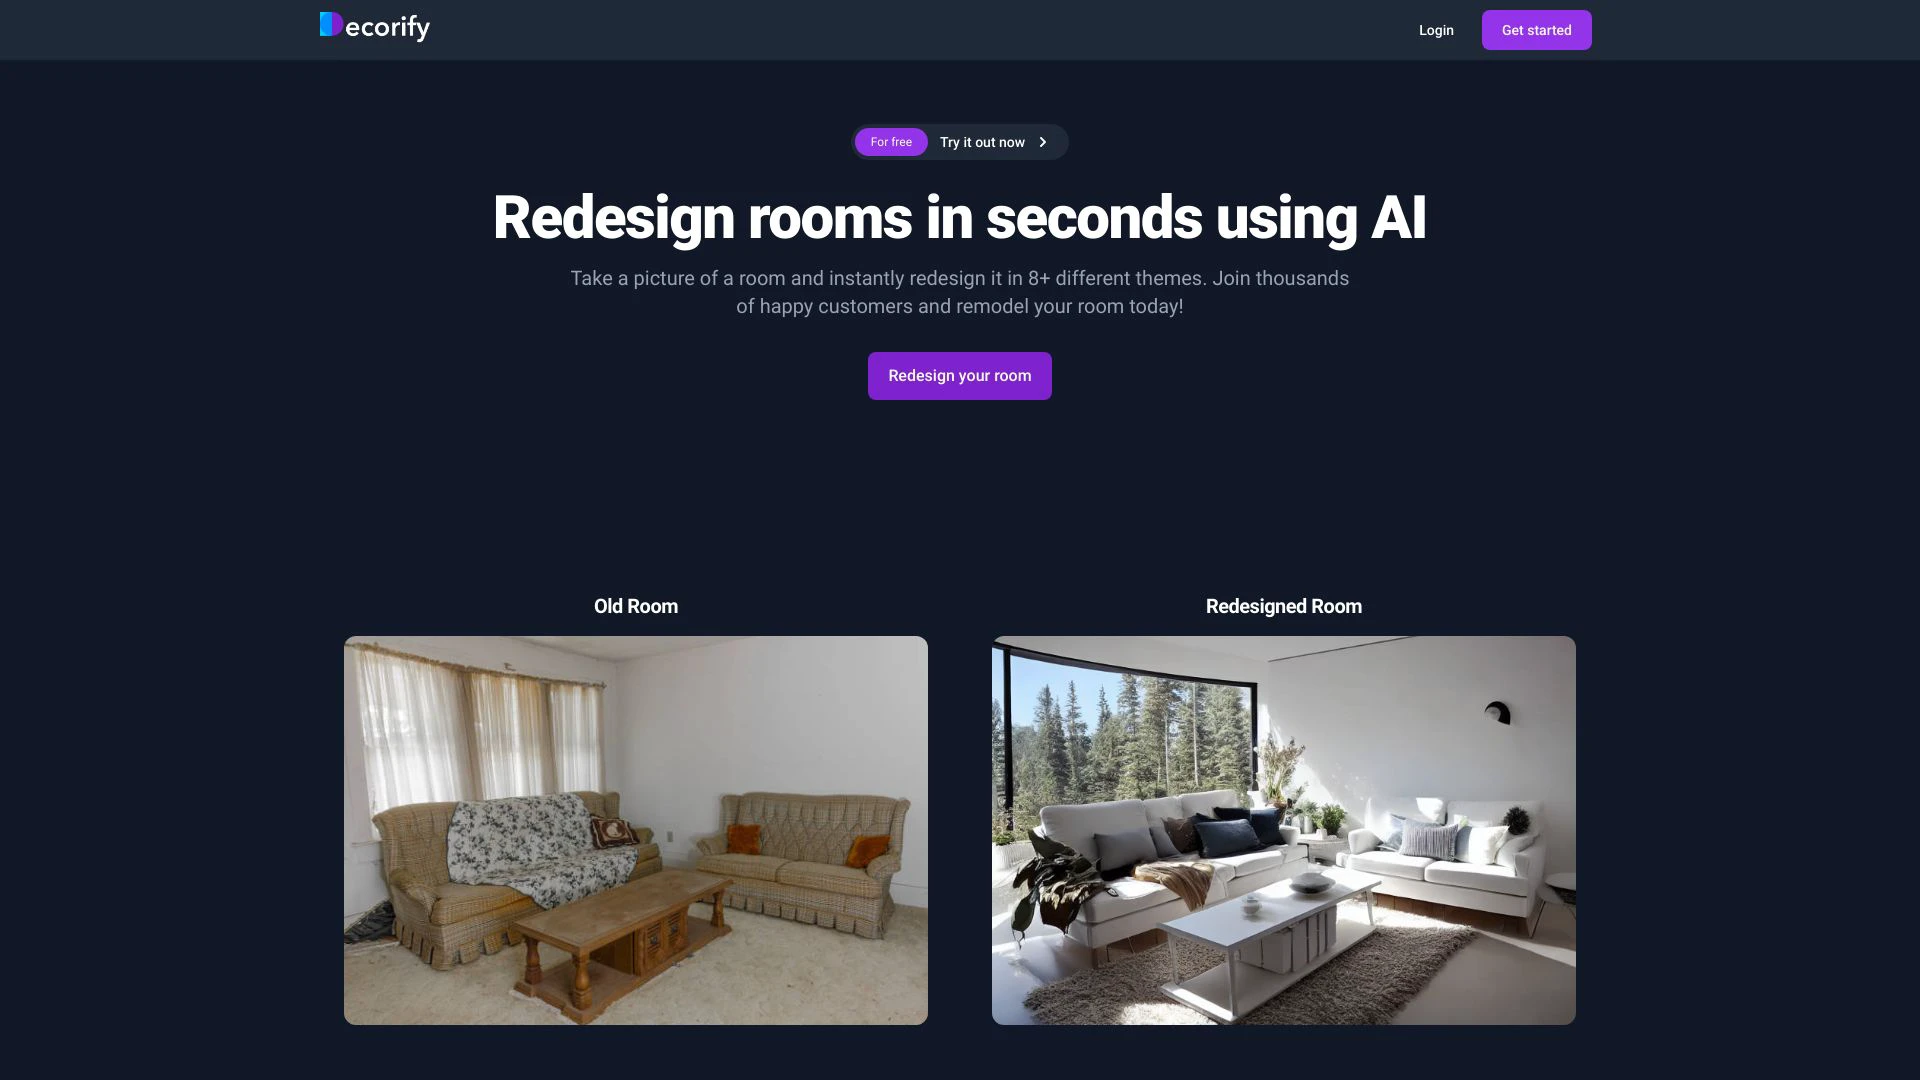 Decorify
Login
Get started
For free
Try it out now
Redesign rooms in seconds using AI
Take a picture of a room and instantly redesign it in 8+ different themes. Join thousands
of happy customers and remodel your room today!
Redesign your room
Old Room
Redesigned Room